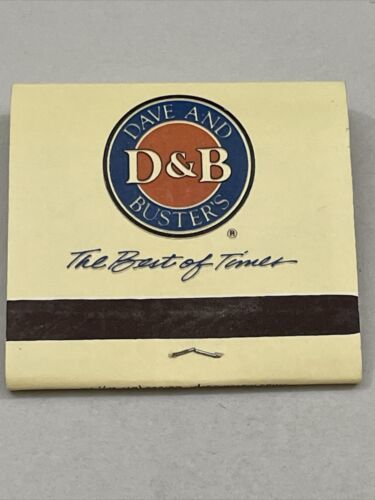 DAVE AND
D&B
BUSTER'S
®
The Best of Times